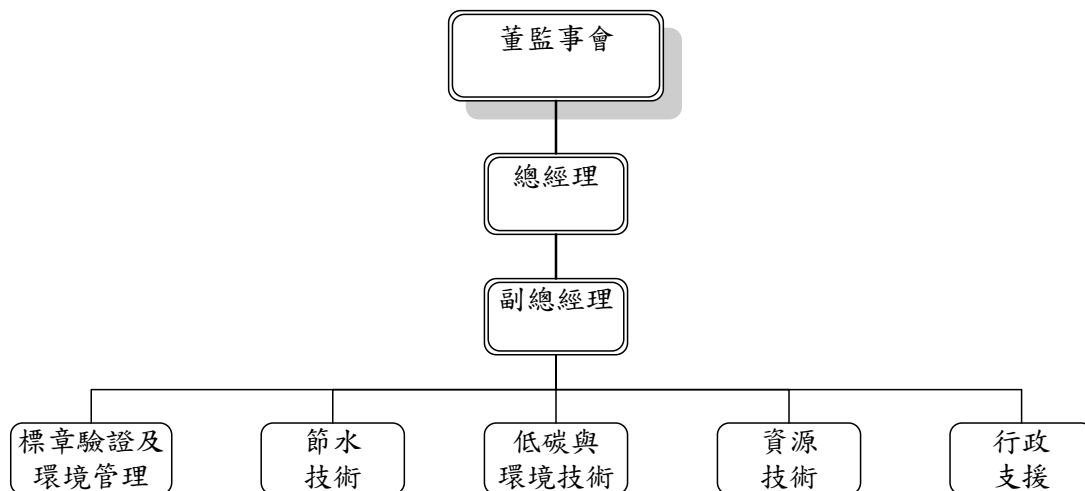 董監事會
總經理
副總經理
標章驗證及
環境管理
節水
技術
低碳與
環境技術
資源
技術
行政
支援